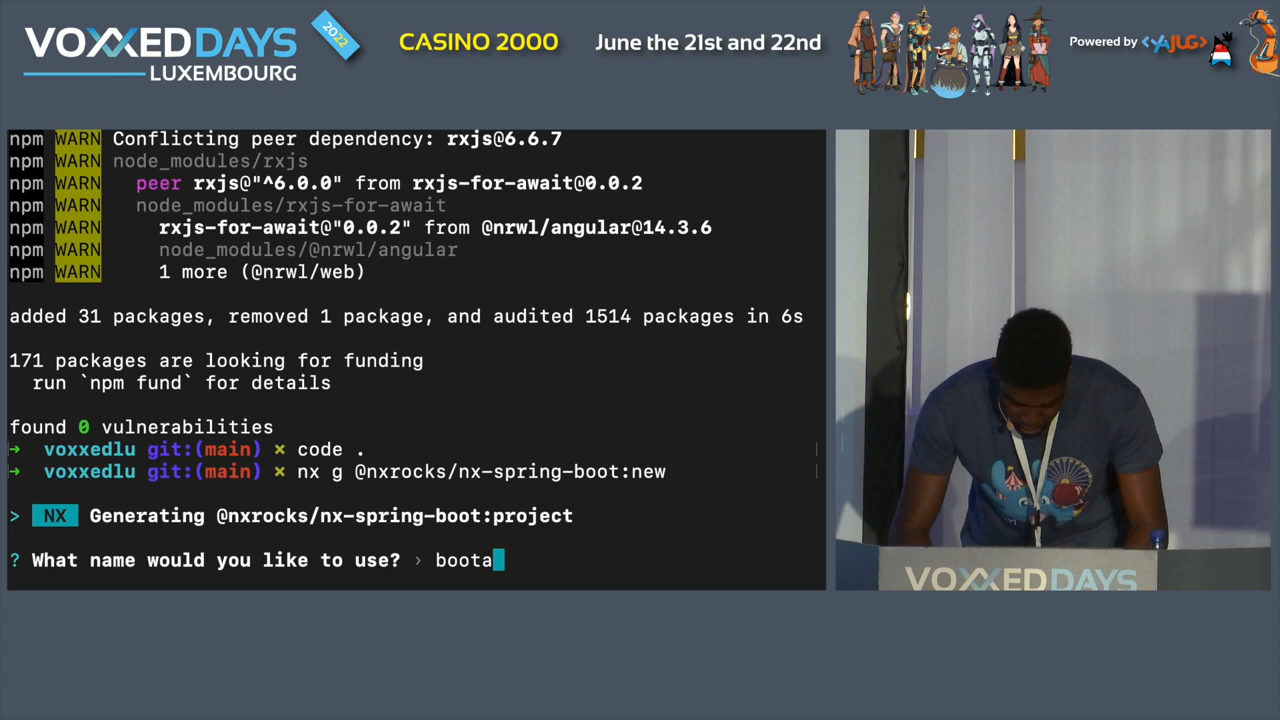 VOXXED DAYS
LUXEMBOURG
2022
CASINO 2000
June the 21st and 22nd
Powered by <YAJUG>
npm WARN Conflicting peer dependency: rxjs@6.6.7
npm WARN node_modules/rxjs
npm WARN   peer rxjs@"^6.0.0" from rxjs-for-await@0.0.2
npm WARN   node_modules/rxjs-for-await
npm WARN     rxjs-for-await@"0.0.2" from @nrwl/angular@14.3.6
npm WARN     node_modules/@nrwl/angular
npm WARN     1 more (@nrwl/web)
added 31 packages, removed 1 package, and audited 1514 packages in 6s
171 packages are looking for funding
  run `npm fund` for details
found 0 vulnerabilities
→  voxxedlu git:(main) × code .
→  voxxedlu git:(main) × nx g @nxrocks/nx-spring-boot:new
>  NX  Generating @nxrocks/nx-spring-boot:project
? What name would you like to use? › boota
VOXXED DAYS